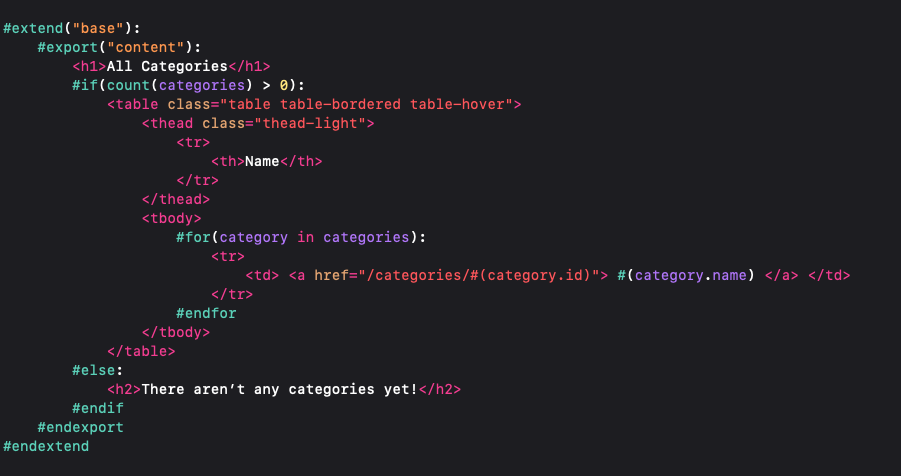 #extend("base"):
    #export("content"):
        <h1>All Categories</h1>
        #if(count(categories) > 0):
            <table class="table table-bordered table-hover">
                <thead class="thead-light">
                    <tr>
                        <th>Name</th>
                    </tr>
                </thead>
                <tbody>
                    #for(category in categories):
                        <tr>
                            <td> <a href="/categories/#(category.id)"> #(category.name) </a> </td>
                        </tr>
                    #endfor
                </tbody>
            </table>
        #else:
            <h2>There aren’t any categories yet!</h2>
        #endif
    #endexport
#endextend